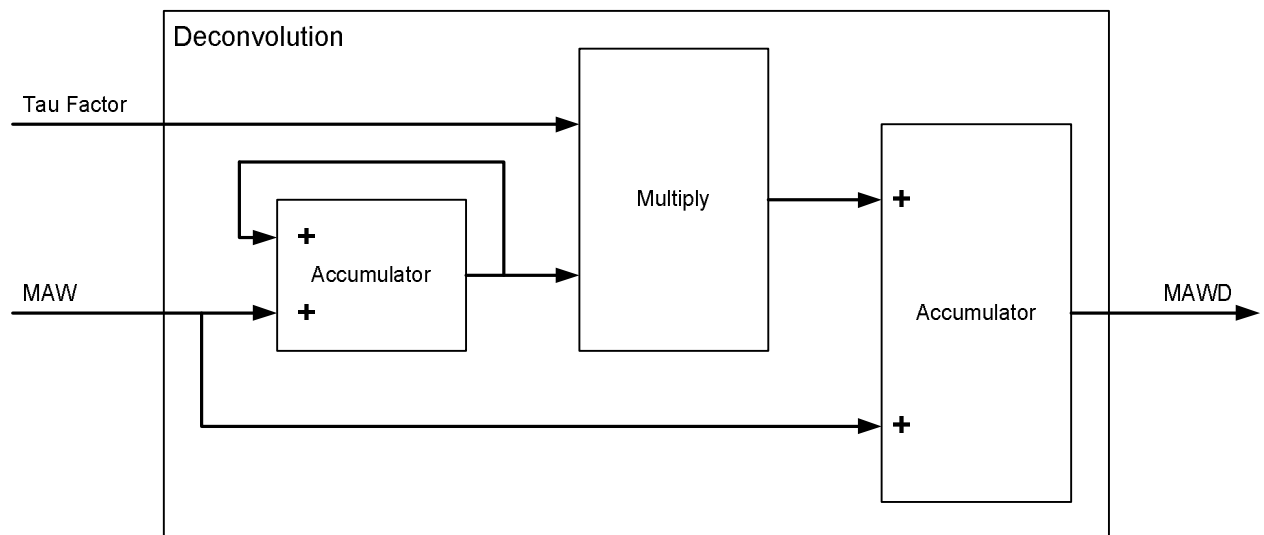 Deconvolution
Tau Factor
Multiply
+
+
Accumulator
MAW
+
Accumulator
MAWD
+